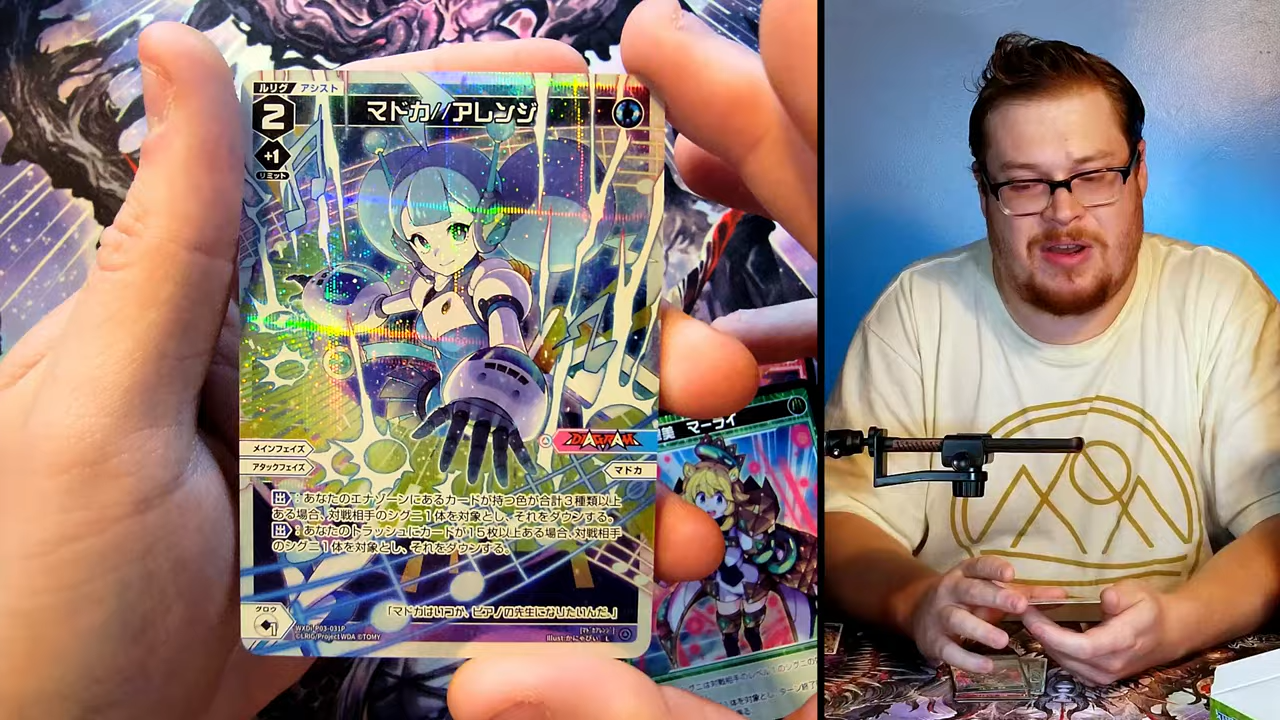 ルリグ アシスト
2
マドカ//アレンジ
+1
リミット
DIAGRAM
メインフェイズ
アタックフェイズ
マドカ
出:あなたのエナゾーンにあるカードが持つ色が合計3種類以上
ある場合、対戦相手のシグニ1体を対象とし、それをダウンする。
出:あなたのトラッシュにカードが15枚以上ある場合、対戦相手
のシグニ1体を対象とし、それをダウンする。
「マドカはいつか、ピアノの先生になりたいんだ。」
グロウ
1
WXDi-P03-031P
©LRIG/Project WDA ©TOMY
Illust かにゃぴぃ L
マーライ